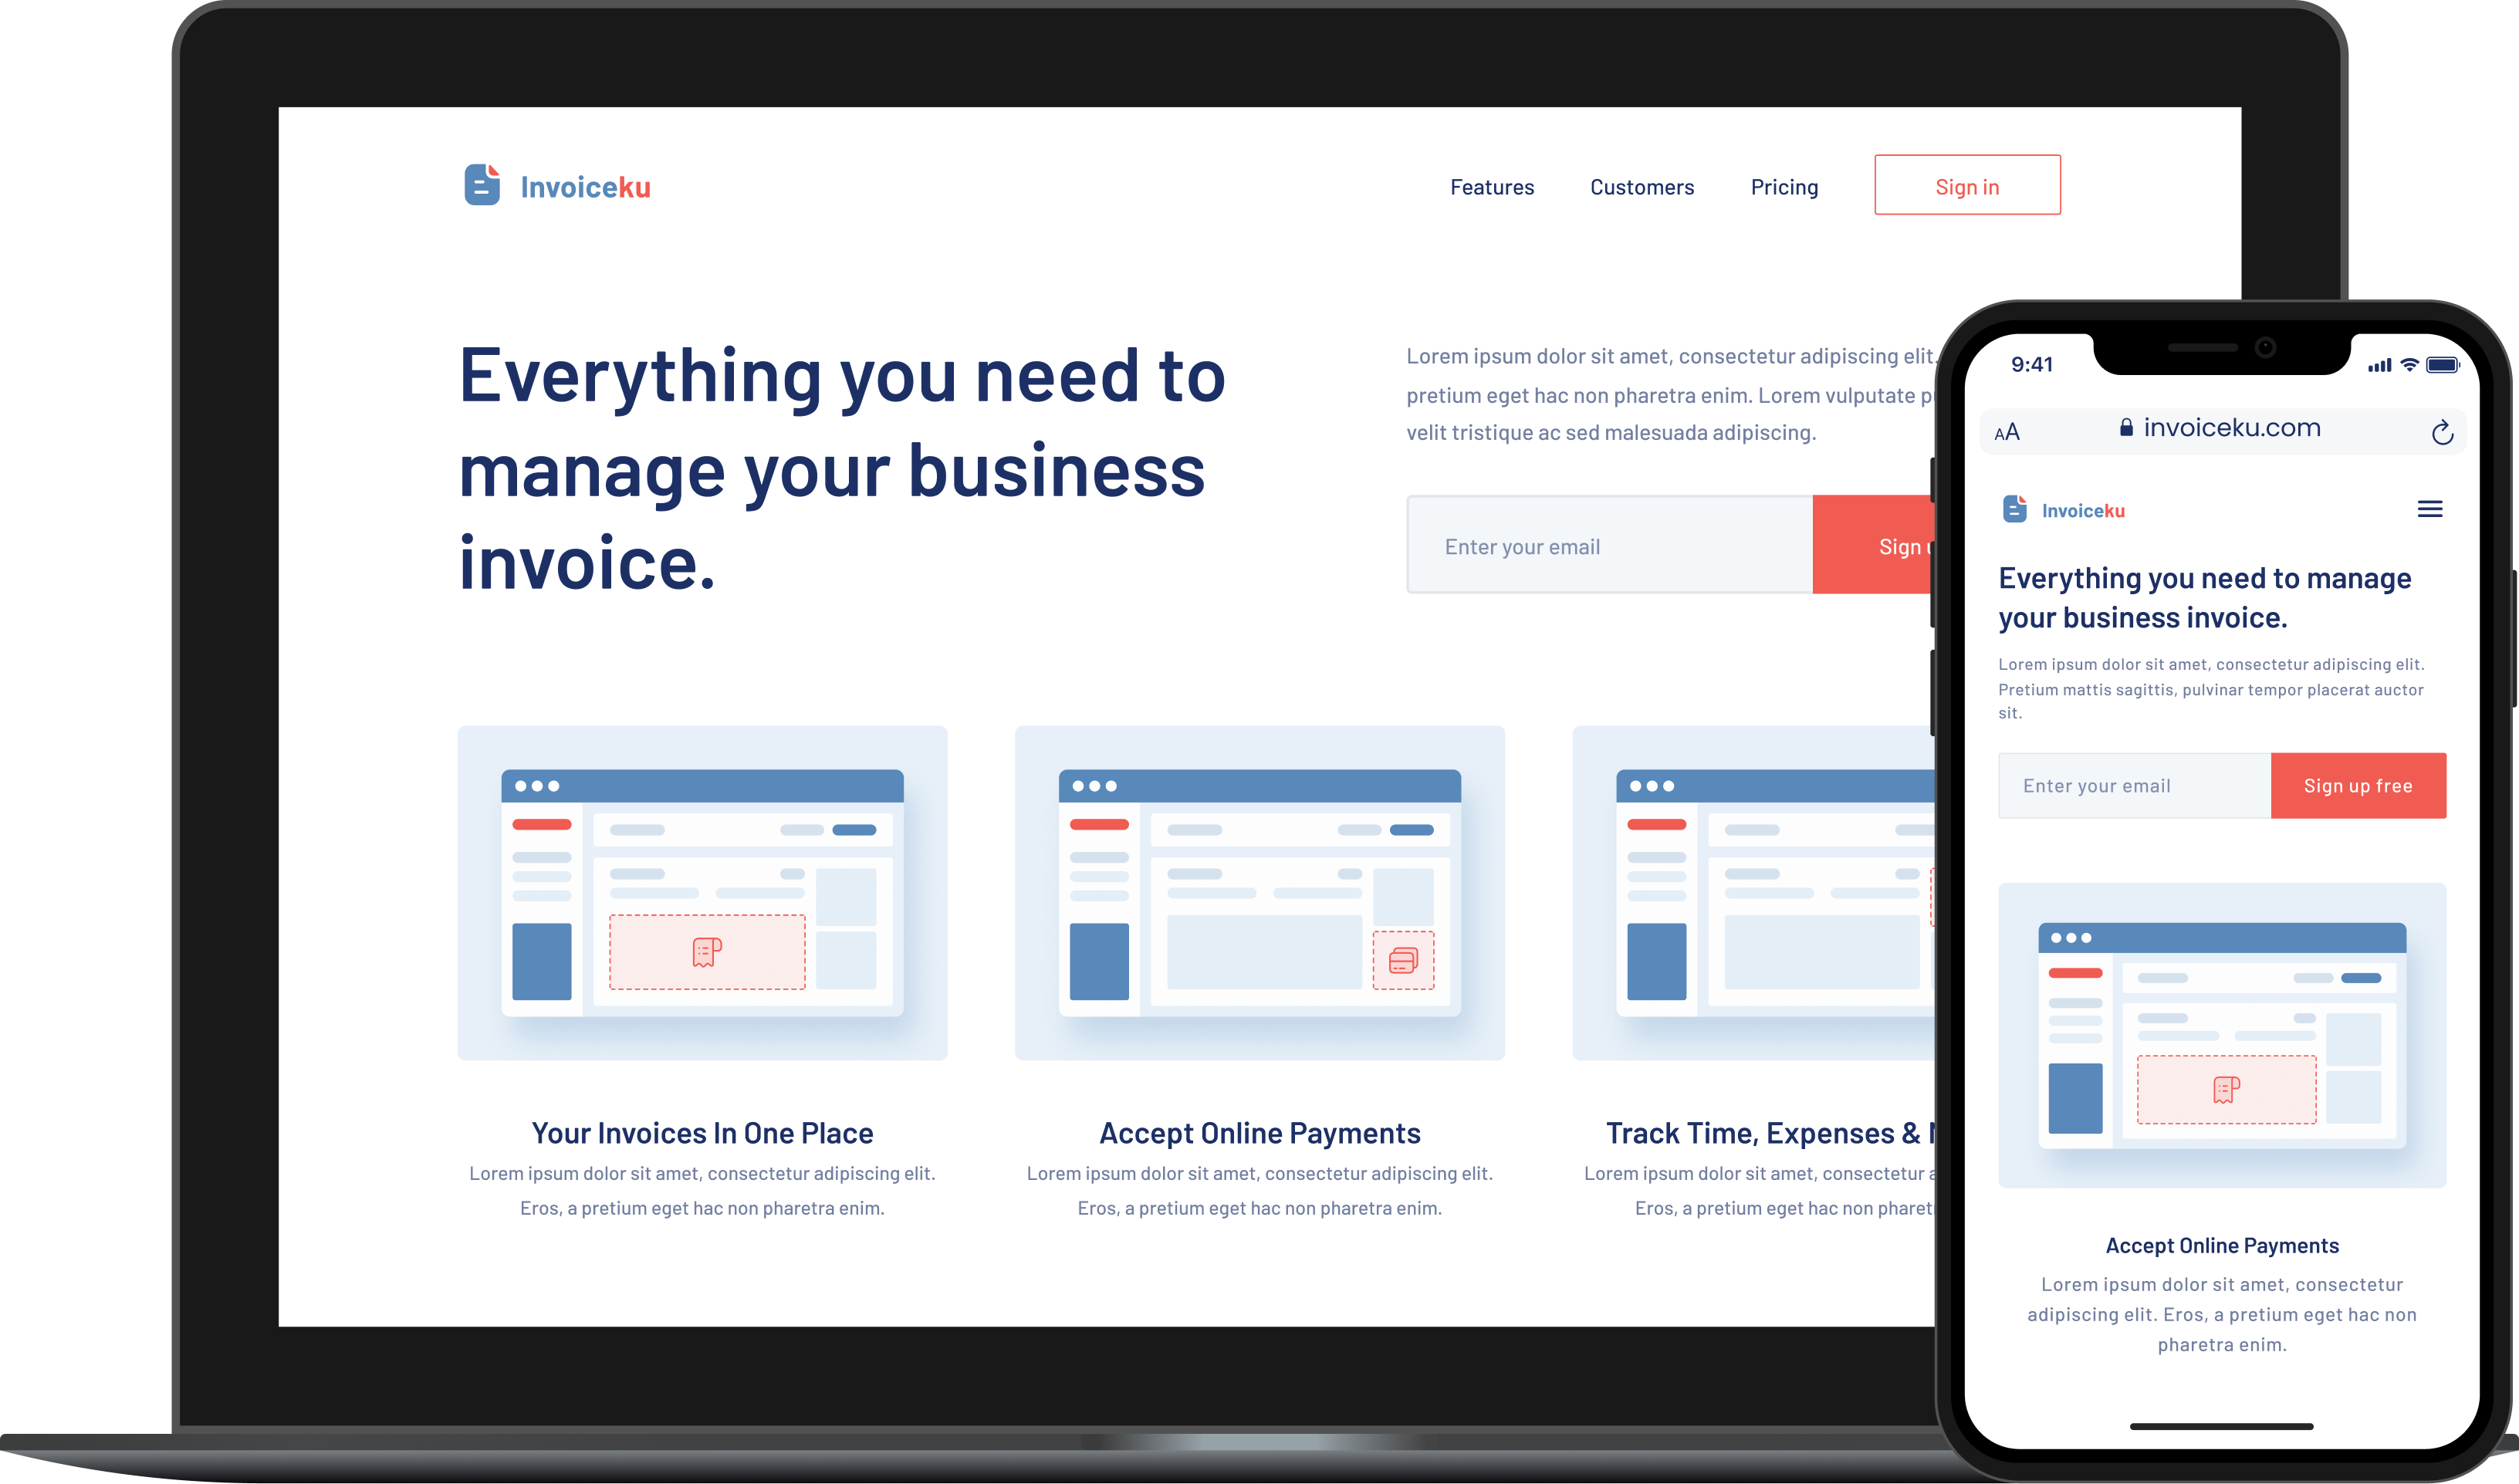 Invoiceku
Features
Customers
Pricing
Sign in
Everything you need to
manage your business
invoice.
Lorem ipsum dolor sit amet, consectetur adipiscing elit.
pretium eget hac non pharetra enim. Lorem vulputate
velit tristique ac sed malesuada adipiscing.
Enter your email
Sign
Your Invoices In One Place
Lorem ipsum dolor sit amet, consectetur adipiscing elit.
Eros, a pretium eget hac non pharetra enim.
Accept Online Payments
Lorem ipsum dolor sit amet, consectetur adipiscing elit.
Eros, a pretium eget hac non pharetra enim.
Track Time, Expenses &
Lorem ipsum dolor sit amet, consectetur
Eros, a pretium eget hac non
9:41
AA
invoiceku.com
Invoiceku
Everything you need to manage
your business invoice.
Lorem ipsum dolor sit amet, consectetur adipiscing elit.
Pretium mattis sagittis, pulvinar tempor placerat auctor
sit.
Enter your email
Sign up free
Accept Online Payments
Lorem ipsum dolor sit amet, consectetur
adipiscing elit. Eros, a pretium eget hac non
pharetra enim.